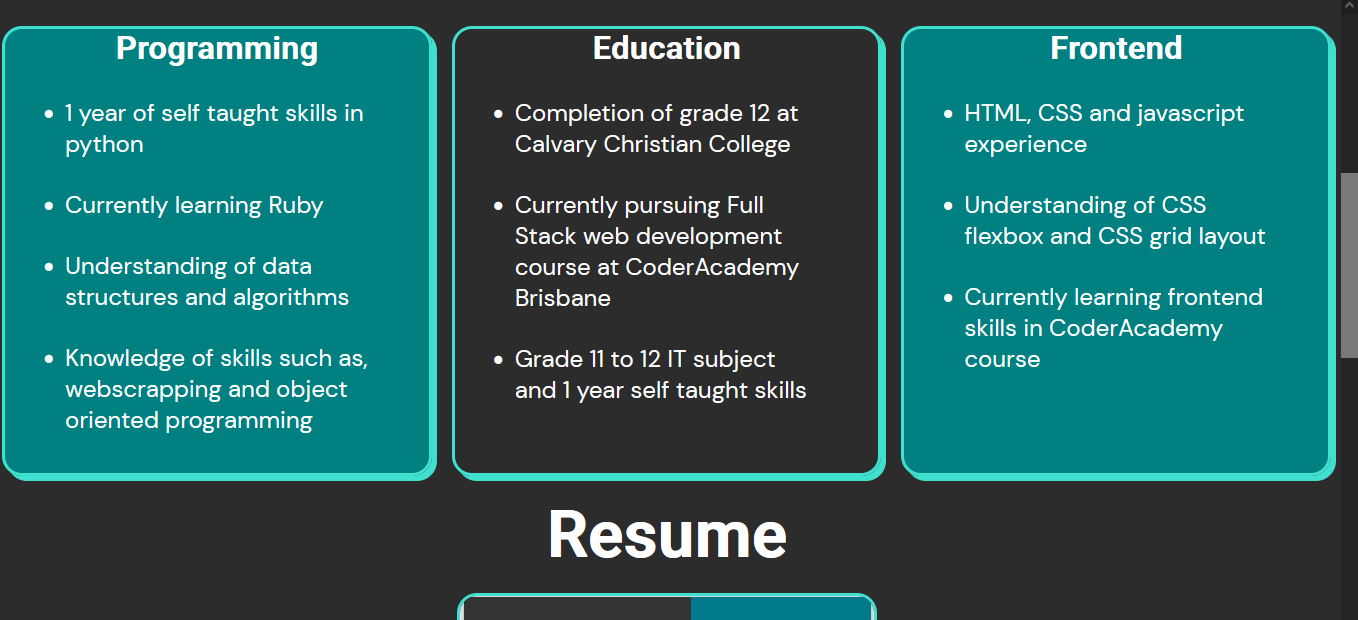 Programming
• 1 year of self taught skills in
python
• Currently learning Ruby
• Understanding of data
structures and algorithms
• Knowledge of skills such as,
webscrapping and object
oriented programming
Education
• Completion of grade 12 at
Calvary Christian College
• Currently pursuing Full
Stack web development
course at CoderAcademy
Brisbane
• Grade 11 to 12 IT subject
and 1 year self taught skills
Frontend
• HTML, CSS and javascript
experience
• Understanding of CSS
flexbox and CSS grid layout
• Currently learning frontend
skills in CoderAcademy
course
Resume